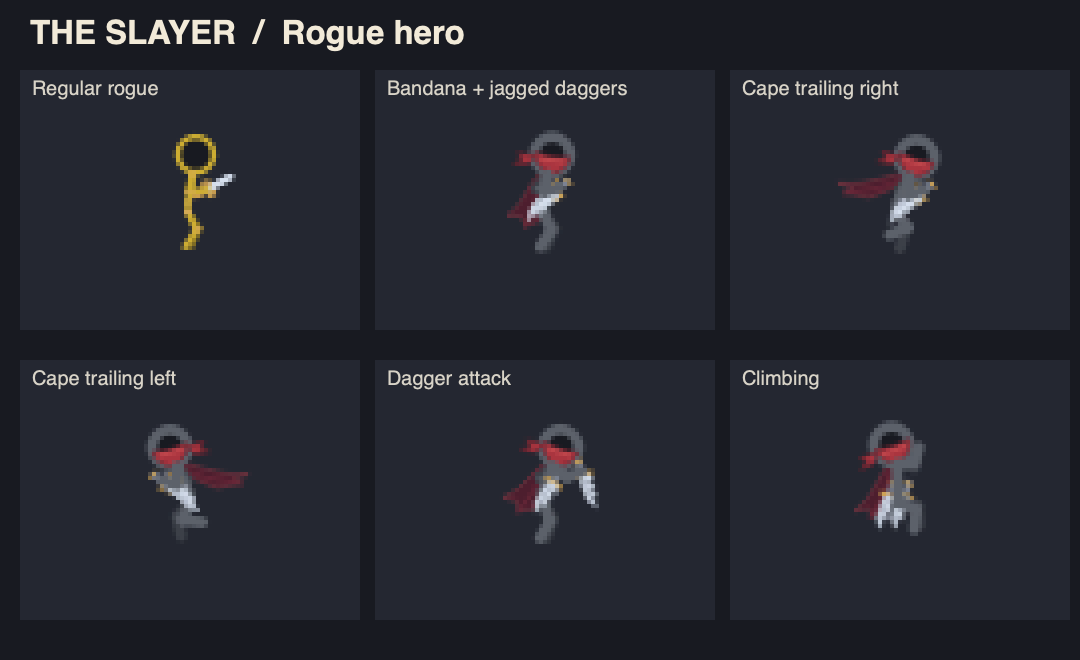 THE SLAYER / Rogue hero
Regular rogue
Bandana + jagged daggers
Cape trailing right
Cape trailing left
Dagger attack
Climbing